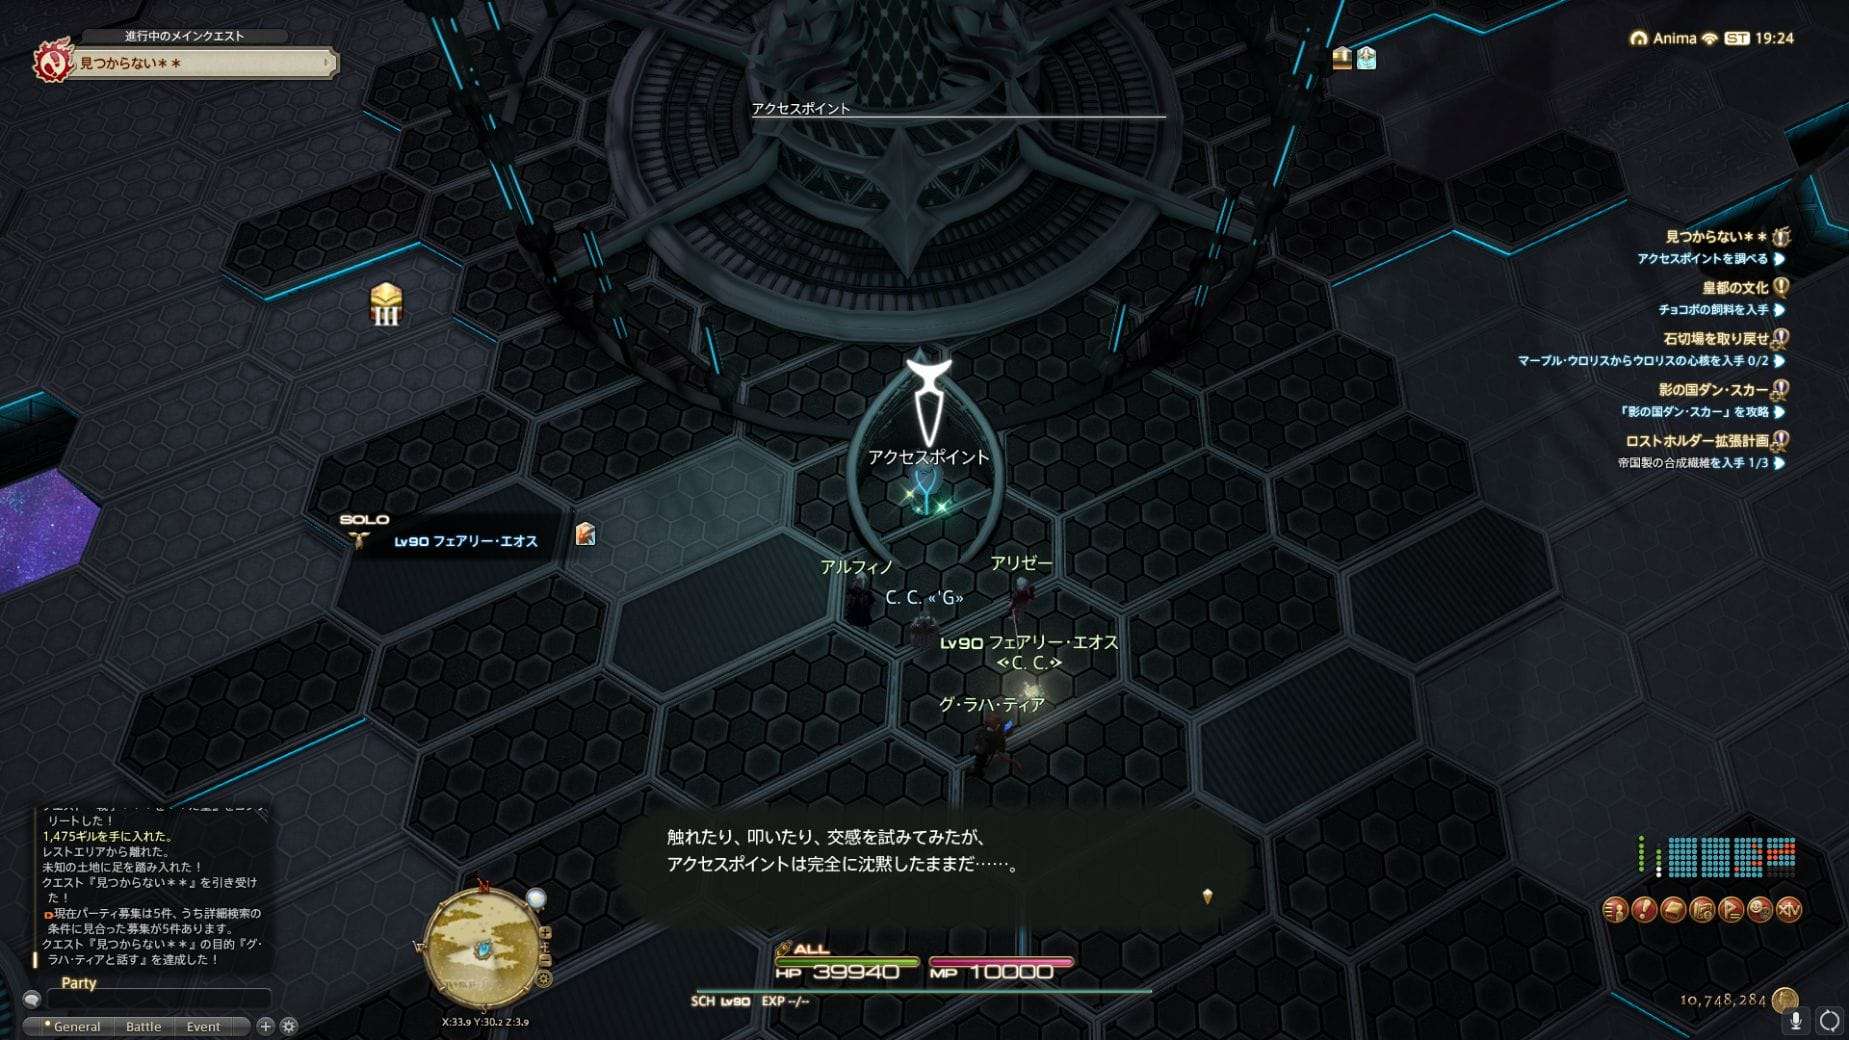 進行中のメインクエスト
見つからない＊＊
Anima ST 19:24
アクセスポイント
見つからない＊＊
アクセスポイントを調べる
皇都の文化
チョコボの飼料を入手
石切場を取り戻せ
マーブル・ウロリスからウロリスの心核を入手 0/2
影の国ダン・スカー
『影の国ダン・スカー』を攻略
ロストホルダー拡張計画
帝国製の合成繊維を入手 1/3
III
アクセスポイント
SOLO
Lv90 フェアリー・エオス
アルフィノ
アリゼー
C. C. «'G»
Lv90 フェアリー・エオス
<･C. C.･>
グ・ラハ・ティア
触れたり、叩いたり、交感を試みてみたが、
アクセスポイントは完全に沈黙したままだ……。
リートした！
1,475ギルを手に入れた。
レストエリアから離れた。
未知の土地に足を踏み入れた！
クエスト『見つからない＊＊』を引き受け
た！
現在パーティ募集は5件、うち詳細検索の
条件に見合った募集が5件あります。
クエスト『見つからない＊＊』の目的『グ・
ラハ・ティアと話す』を達成した！
Party
General Battle Event
N
W
S
X:33.9 Y:30.2 Z:3.9
ALL
HP 39940 MP 10000
SCH Lv90 EXP --/--
XIV
10,748,284